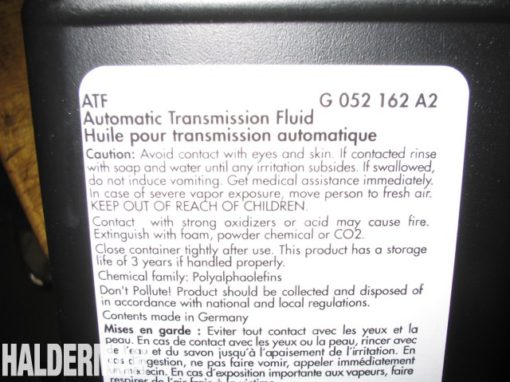 ATF G 052 162 A2
Automatic Transmission Fluid
Huile pour transmission automatique
Caution: Avoid contact with eyes and skin. If contacted rinse
with soap and water until any irritation subsides. If swallowed,
do not induce vomiting. Get medical assistance immediately.
In case of severe vapor exposure, move person to fresh air.
KEEP OUT OF REACH OF CHILDREN.
Contact with strong oxidizers or acid may cause fire.
Extinguish with foam, powder chemical or CO2.
Close container tightly after use. This product has a storage
life of 3 years if handled properly.
Chemical family: Polyalphaolefins
Don't Pollute! Product should be collected and disposed of
in accordance with national and local regulations.
Contents made in Germany
Mises en garde : Eviter tout contact avec les yeux et la
peau. En cas de contact avec les yeux ou la peau, rincer avec
de l'eau et du savon jusqu'à l'apaisement de l'irritation. En
cas d'ingestion, ne pas faire vomir, appeler immédiatement
un médecin. En cas d'exposition importante aux vapeurs, faire
HALDERI